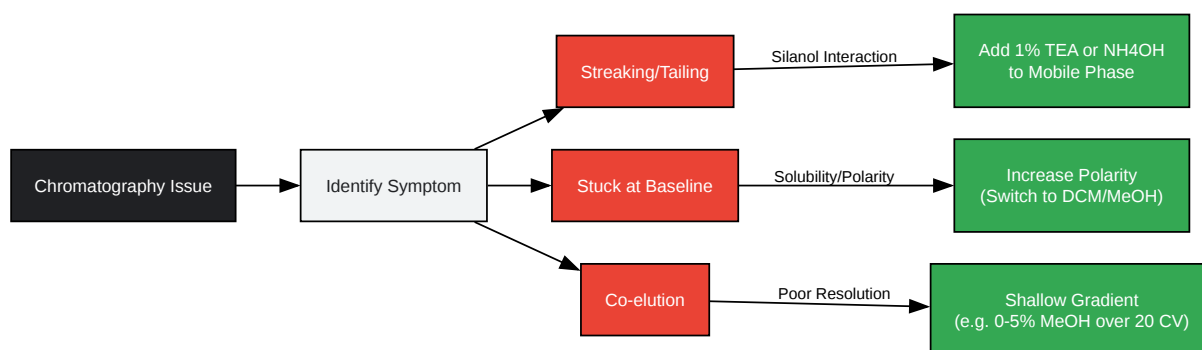 Chromatography Issue
Identify Symptom
Streaking/Tailing
Silanol Interaction
Add 1% TEA or NH4OH
to Mobile Phase
Stuck at Baseline
Solubility/Polarity
Increase Polarity
(Switch to DCM/MeOH)
Co-elution
Poor Resolution
Shallow Gradient
(e.g. 0-5% MeOH over 20 CV)